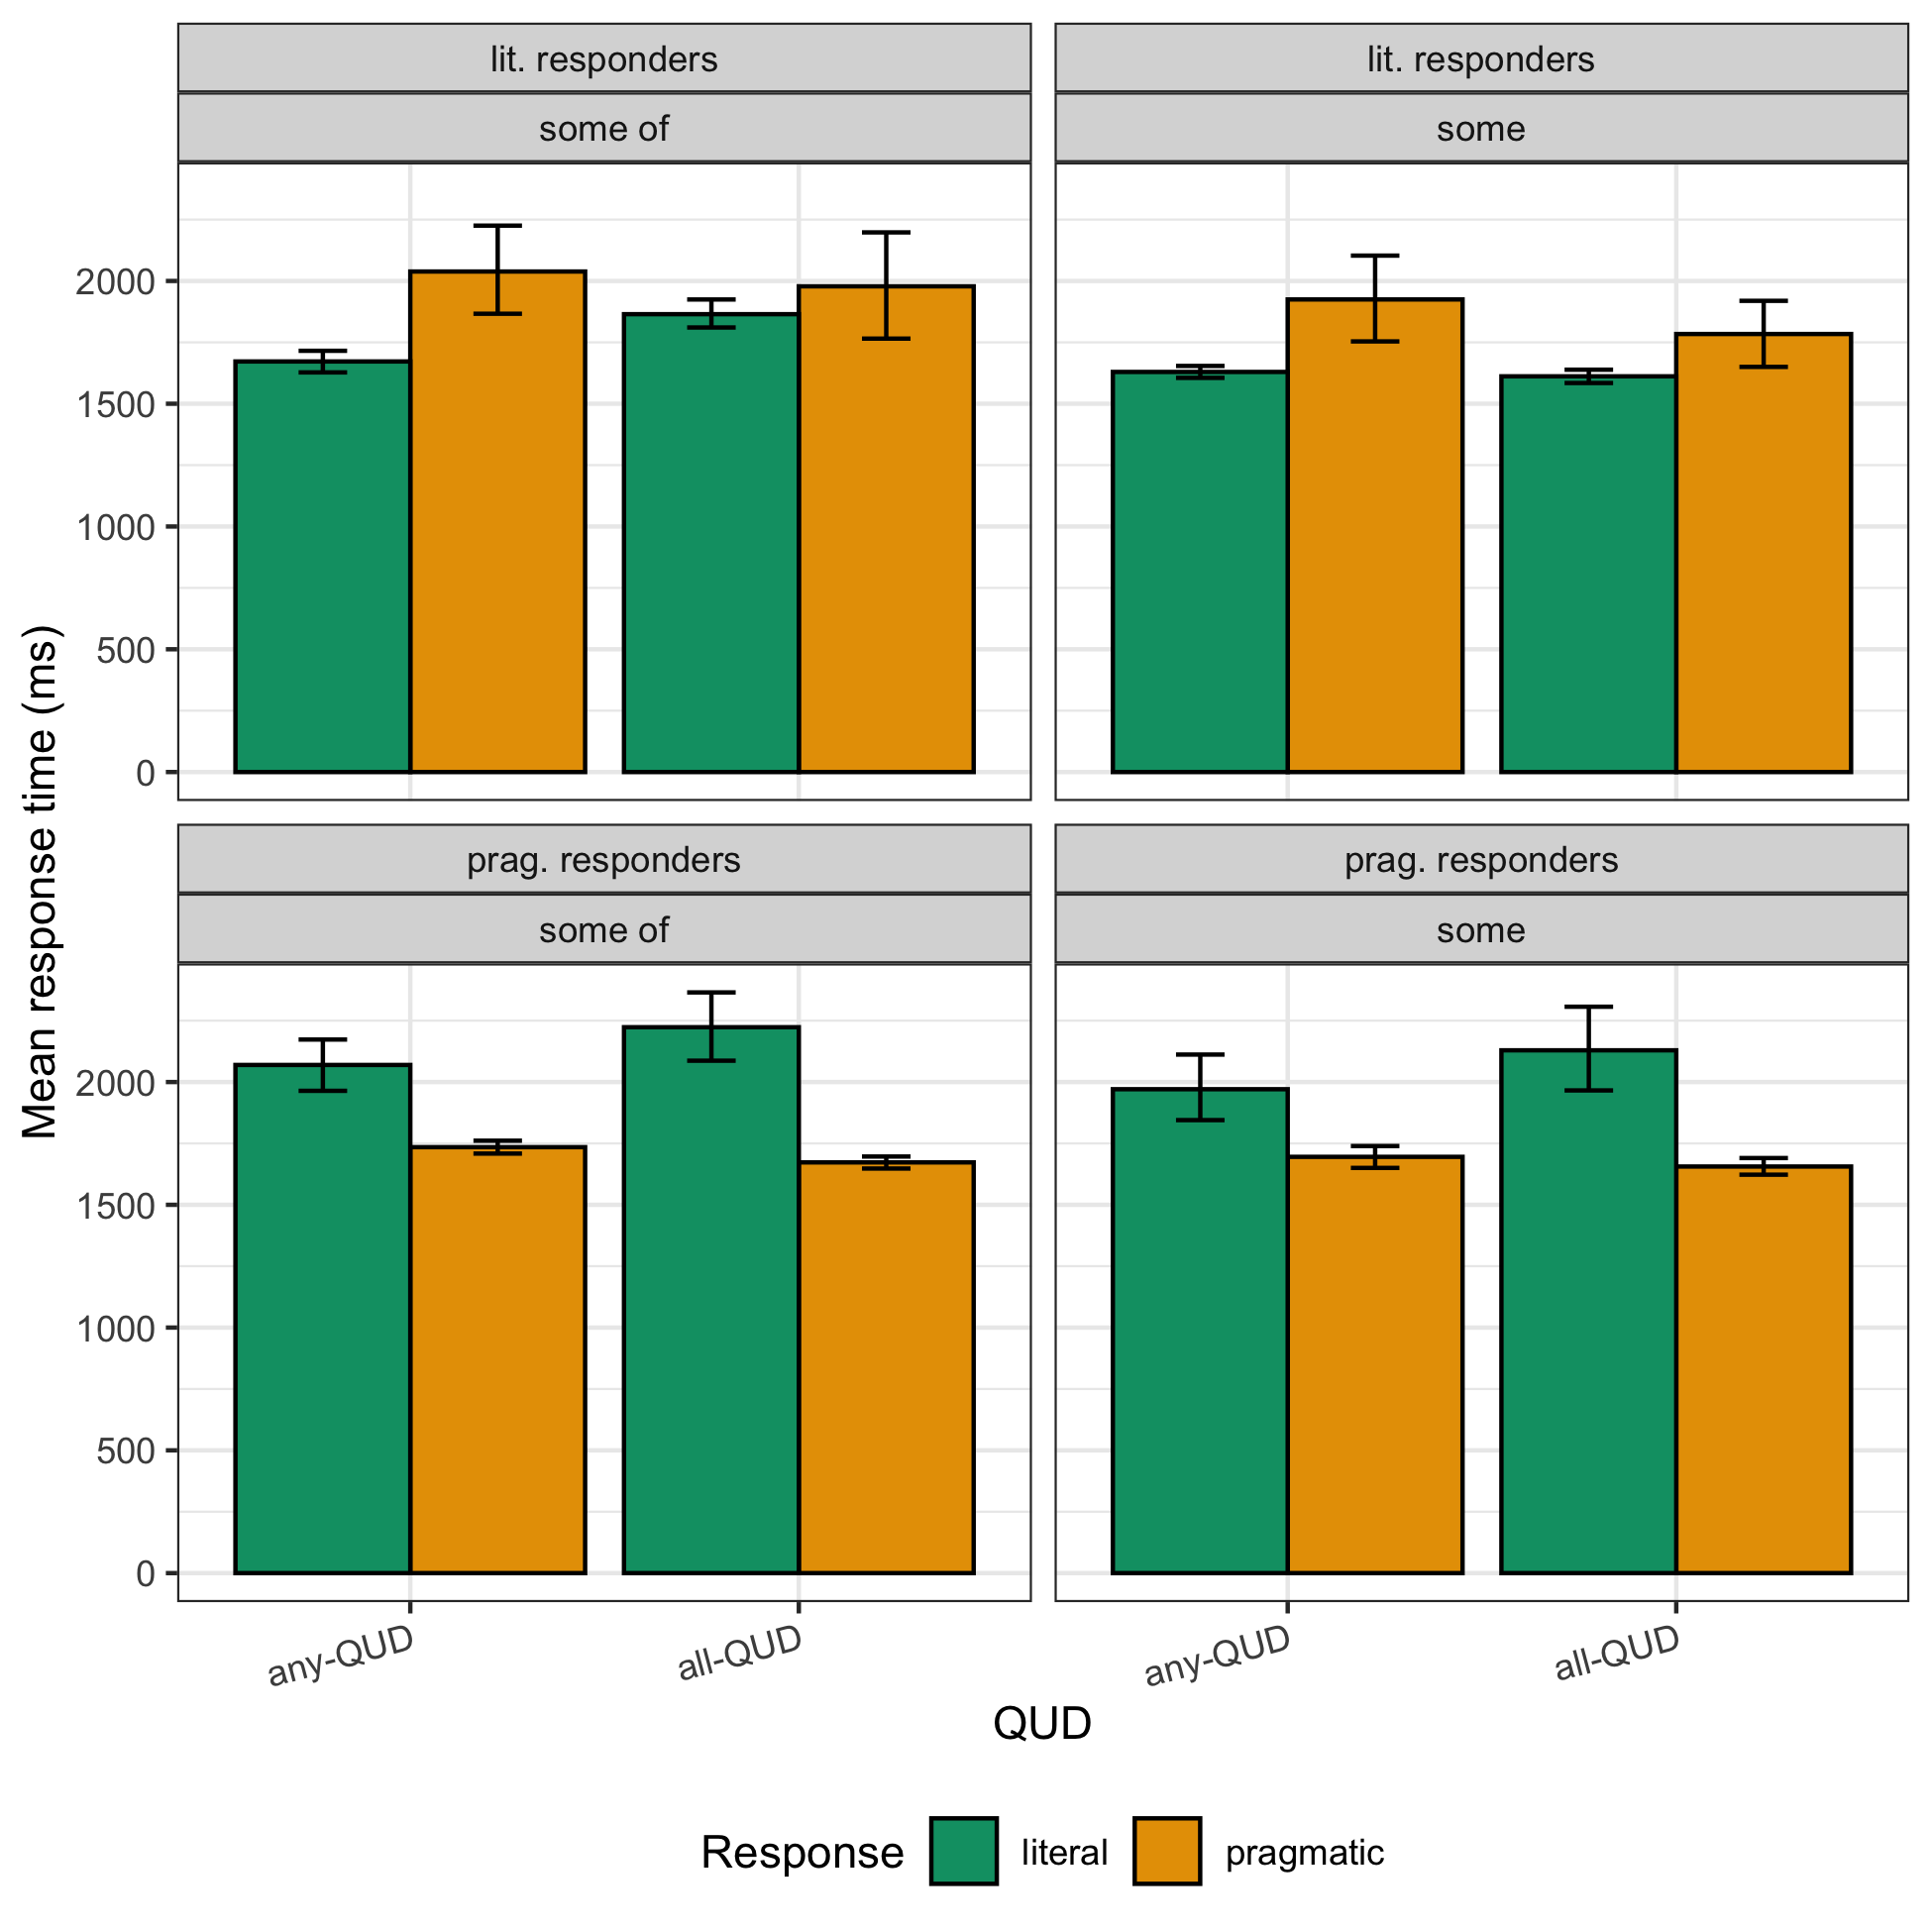 lit. responders
lit. responders
some of
some
2000
1500
1000
500
0
Mean response time (ms)
prag. responders
prag. responders
some of
some
2000
1500
1000
500
0
any-QUD
all-QUD
any-QUD
all-QUD
QUD
Response
literal
pragmatic